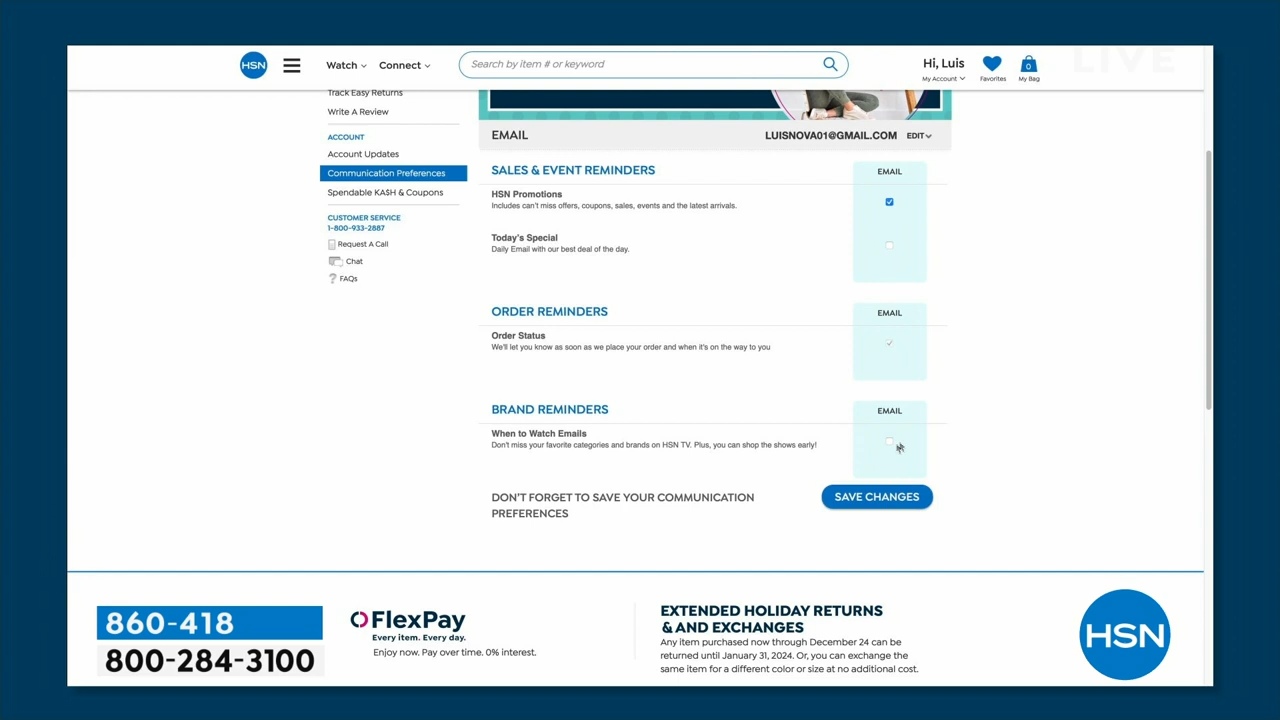 LIVE
HSN
Watch
Connect
Search by item # or keyword
Hi, Luis
My Account
Favorites
0
My Bag
Track Easy Returns
Write A Review
ACCOUNT
Account Updates
Communication Preferences
Spendable KA$H & Coupons
CUSTOMER SERVICE
1-800-933-2887
Request A Call
Chat
? FAQs
EMAIL
LUISNOVA01@GMAIL.COM EDIT
SALES & EVENT REMINDERS
EMAIL
HSN Promotions
Includes can't miss offers, coupons, sales, events and the latest arrivals.
Today's Special
Daily Email with our best deal of the day.
ORDER REMINDERS
EMAIL
Order Status
We'll let you know as soon as we place your order and when it's on the way to you
BRAND REMINDERS
EMAIL
When to Watch Emails
Don't miss your favorite categories and brands on HSN TV. Plus, you can shop the shows early!
DON'T FORGET TO SAVE YOUR COMMUNICATION
PREFERENCES
SAVE CHANGES
860-418
800-284-3100
FlexPay
Every item. Every day.
Enjoy now. Pay over time. 0% interest.
EXTENDED HOLIDAY RETURNS
& AND EXCHANGES
Any item purchased now through December 24 can be
returned until January 31, 2024. Or, you can exchange the
same item for a different color or size at no additional cost.
HSN